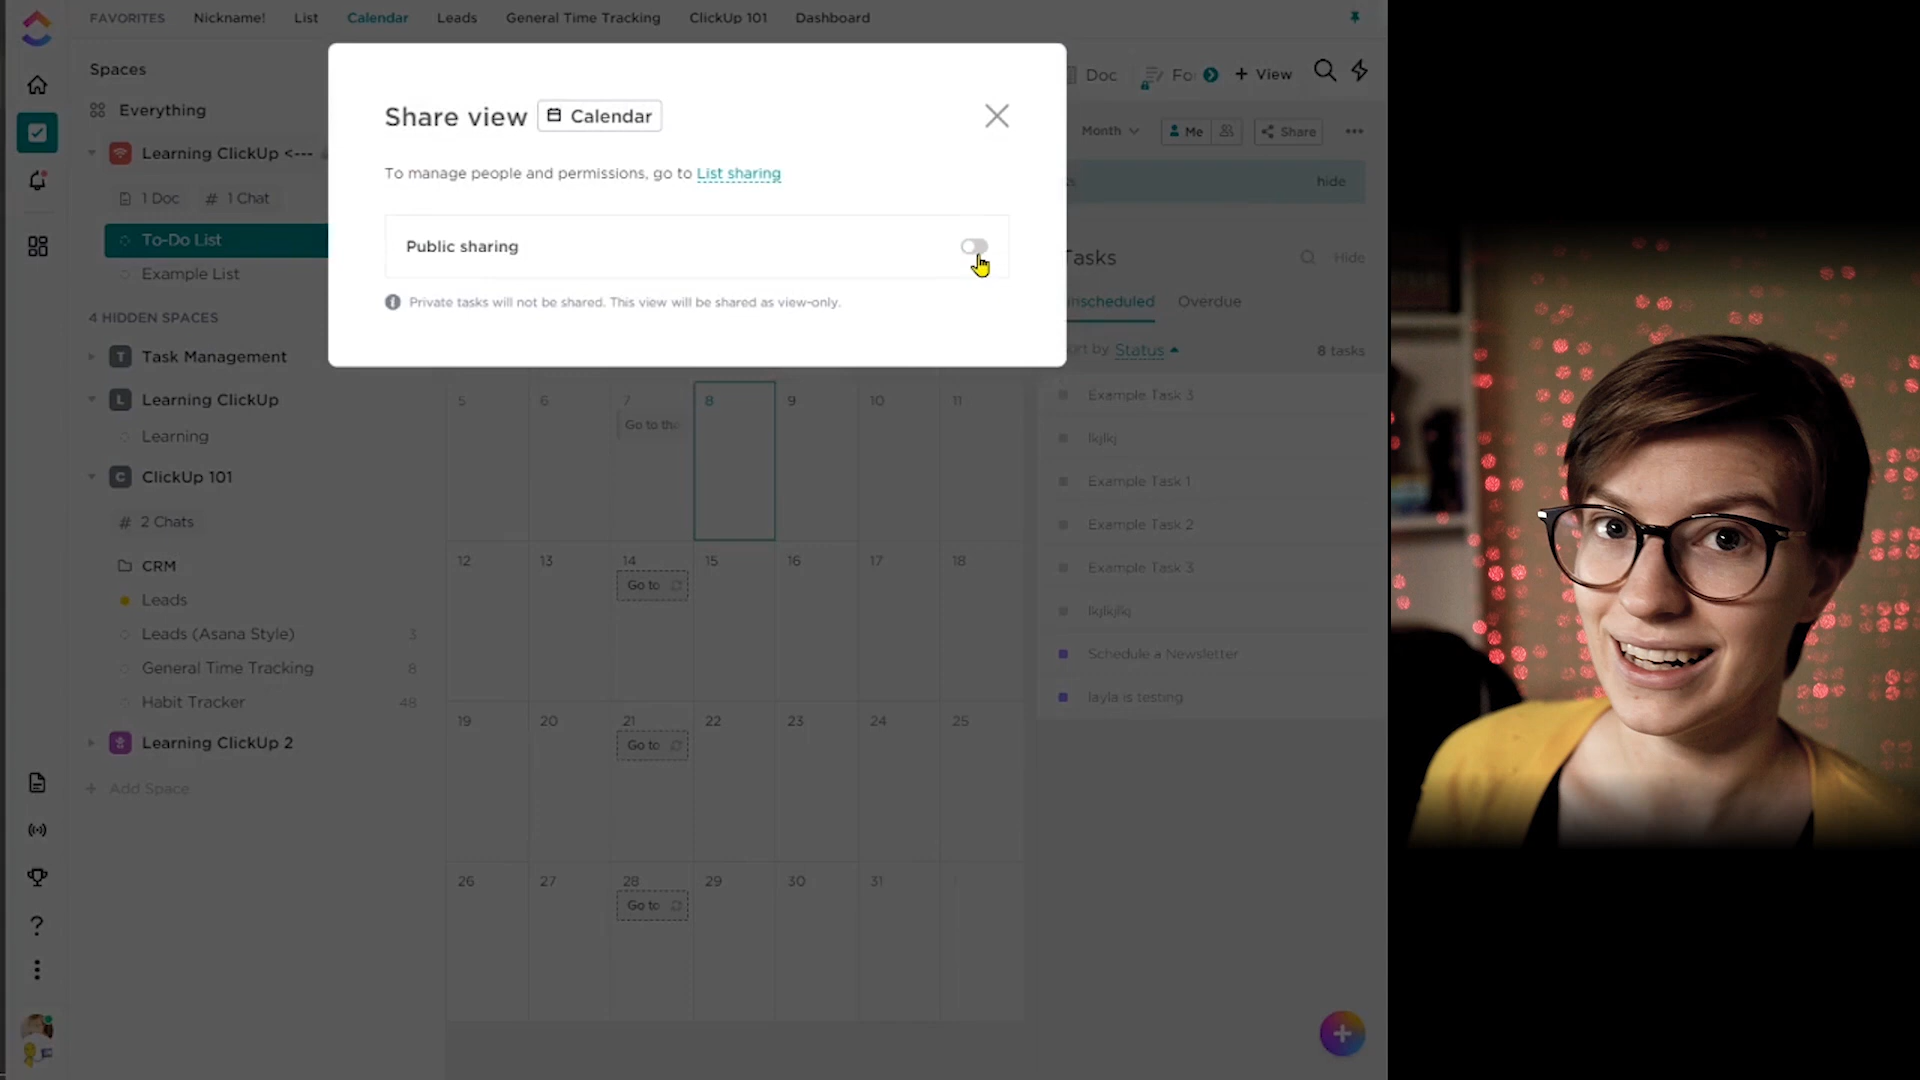 FAVORITES
Nickname!
List
Calendar
Leads
General Time Tracking
ClickUp 101
Dashboard
Spaces
Everything
Learning ClickUp <---
1 Doc
# 1 Chat
To-Do List
Example List
4 HIDDEN SPACES
T Task Management
L Learning ClickUp
Learning
C ClickUp 101
# 2 Chats
CRM
Leads
Leads (Asana Style) 3
General Time Tracking 8
Habit Tracker 48
Learning ClickUp 2
+ Add Space
Share view
Calendar
To manage people and permissions, go to List sharing
Public sharing
Private tasks will not be shared. This view will be shared as view-only.
Doc
+ View
Month
Me
Share
hide
Hide
Overdue
by Status
8 tasks
Example Task 3
lkjlkj
Example Task 1
Example Task 2
Example Task 3
lkjlkjlkj
Schedule a Newsletter
layla is testing
5 6 7 8 9 10 11
Go to the
12 13 14 15 16 17 18
Go to
19 20 21 22 23 24 25
Go to
26 27 28 29 30 31
Go to